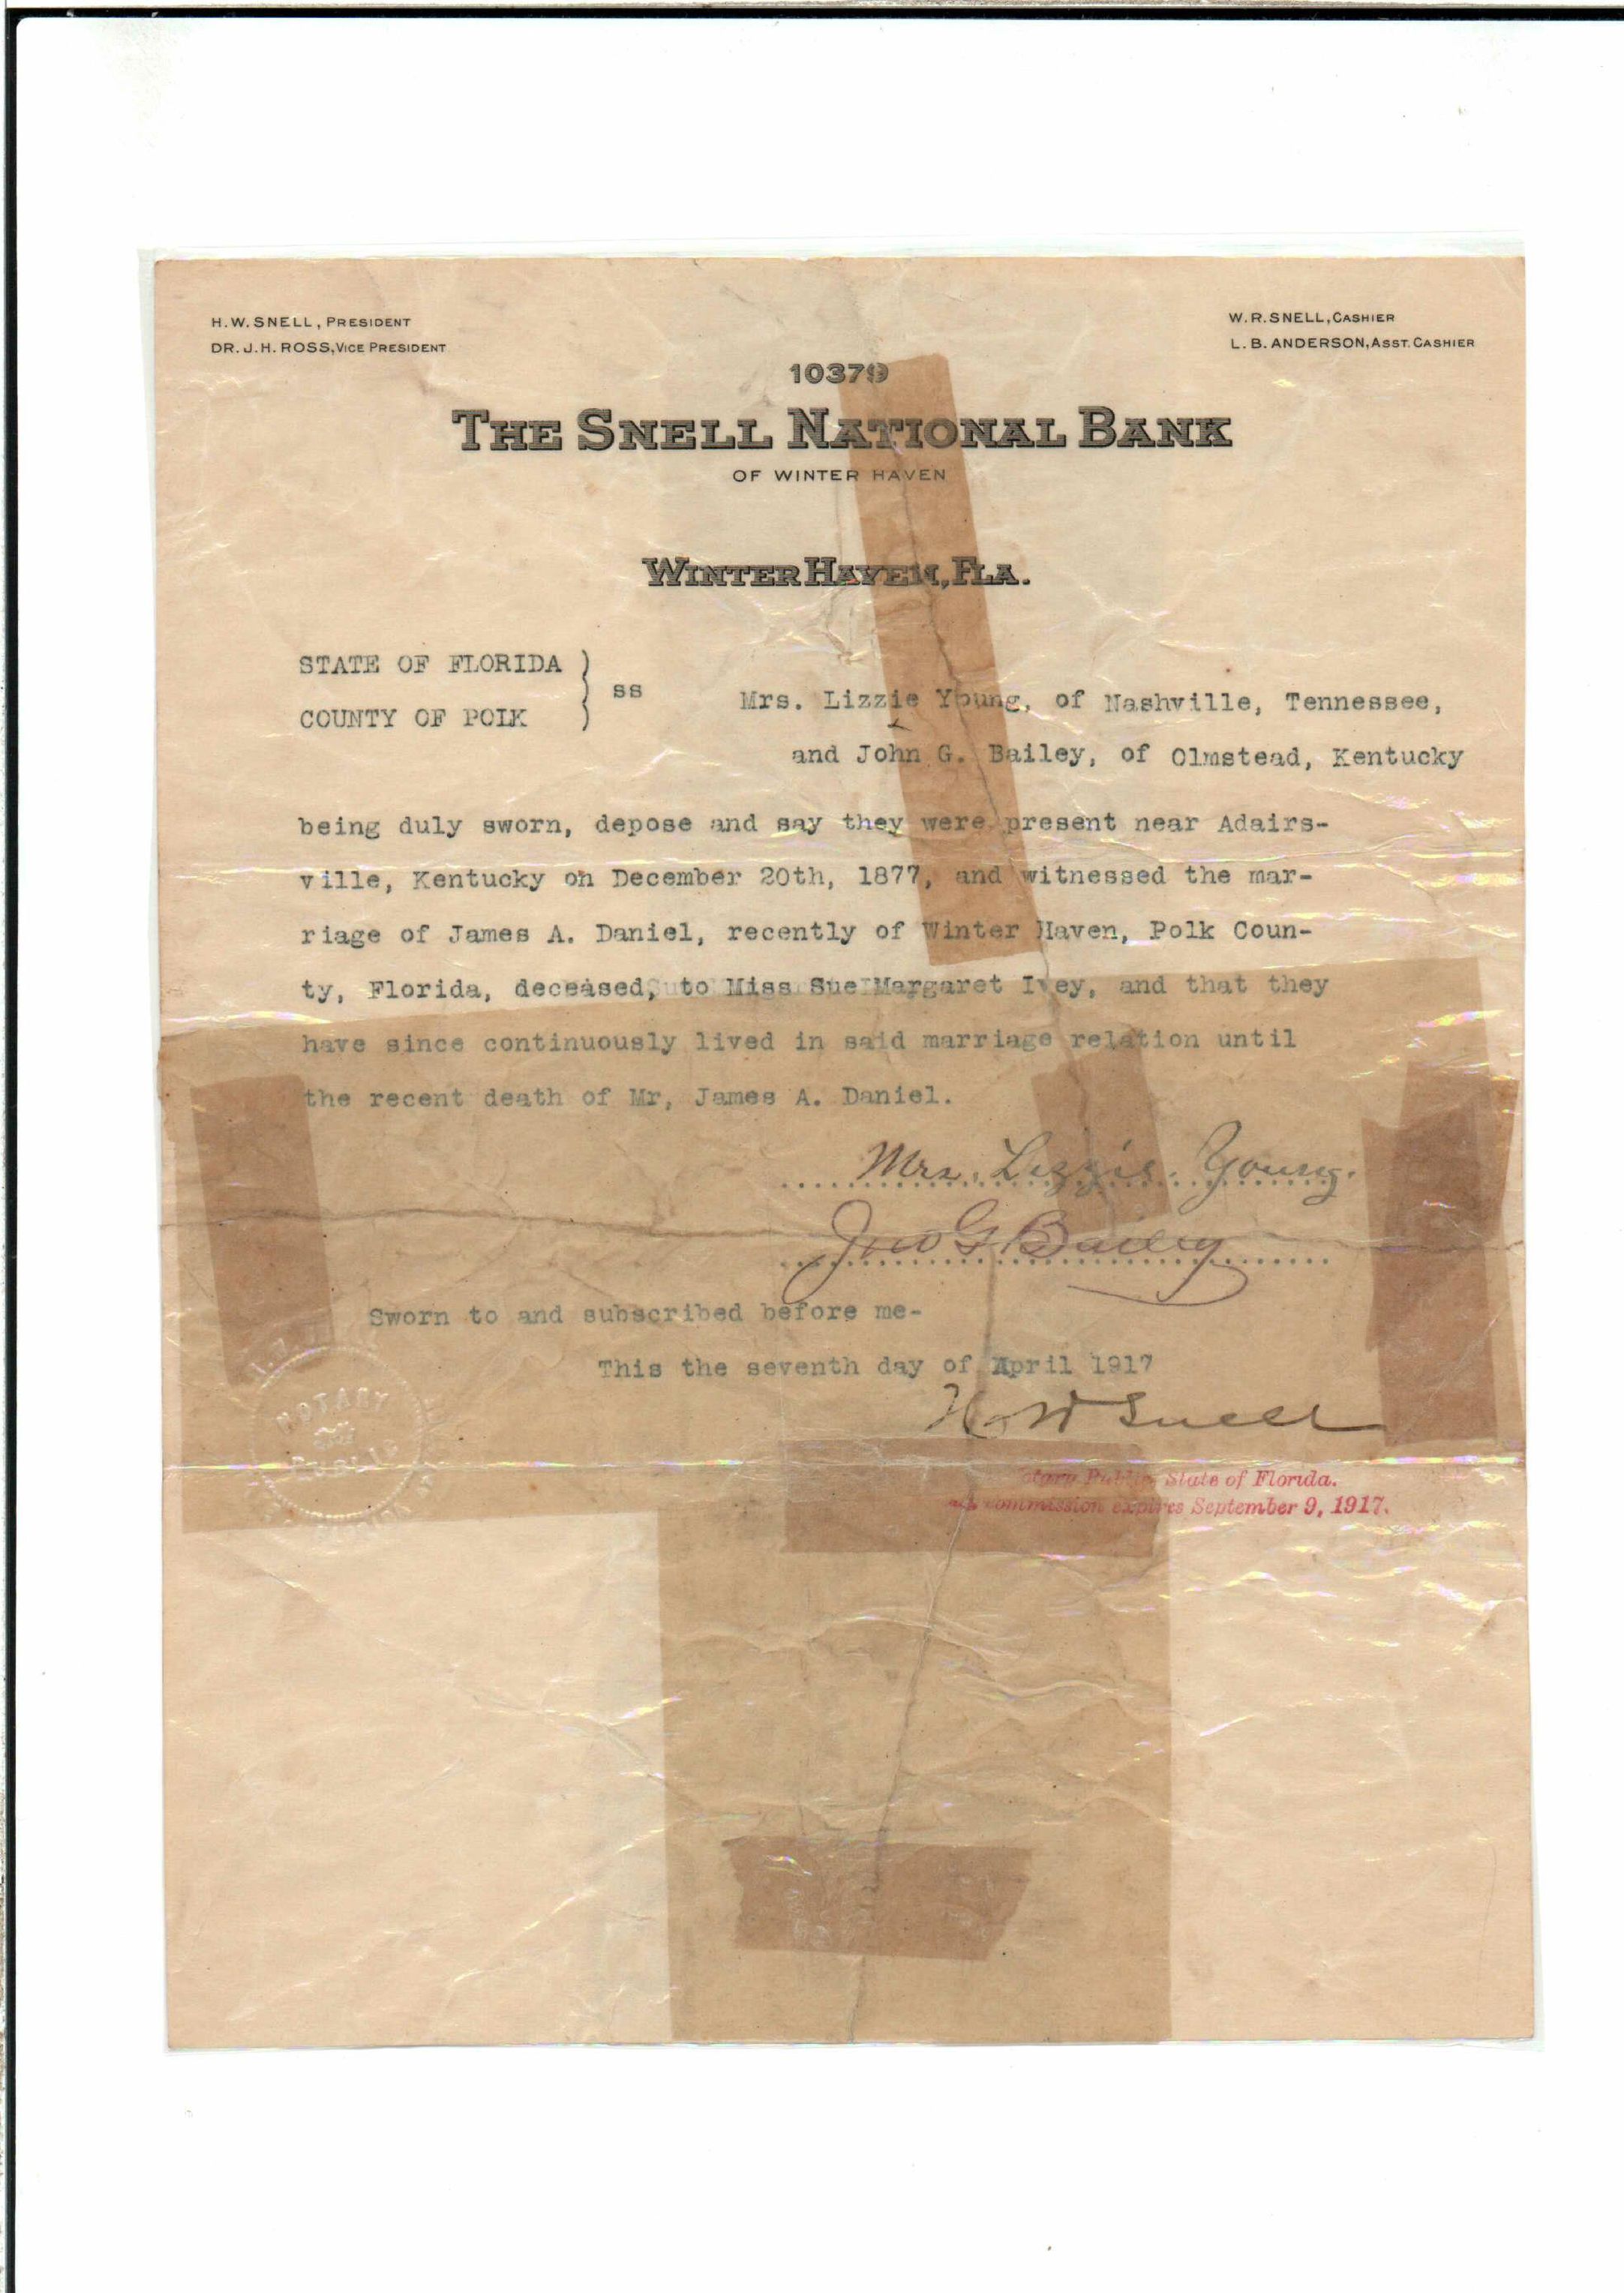 H. W. SNELL, PRESIDENT
DR. J. H. ROSS, VICE PRESIDENT
W. R. SNELL, CASHIER
L. B. ANDERSON, ASST. CASHIER
10379
THE SNELL NATIONAL BANK
OF WINTER HAVEN
WINTER HAVEN, FLA.
STATE OF FLORIDA
COUNTY OF POLK
ss
Mrs. Lizzie Young, of Nashville, Tennessee,
and John G. Bailey, of Olmstead, Kentucky
being duly sworn, depose and say they were present near Adairs-
ville, Kentucky on December 20th, 1877, and witnessed the mar-
riage of James A. Daniel, recently of Winter Haven, Polk Coun-
ty, Florida, deceased, to Miss Sue Margaret Ivey, and that they
have since continuously lived in said marriage relation until
the recent death of Mr, James A. Daniel.
Mrs. Lizzie. Young.
Jno G Bailey
Sworn to and subscribed before me-
This the seventh day of April 1917
H. W Snell
NOTARY
PUBLIC
Notary Public, State of Florida.
commission expires September 9, 1917.